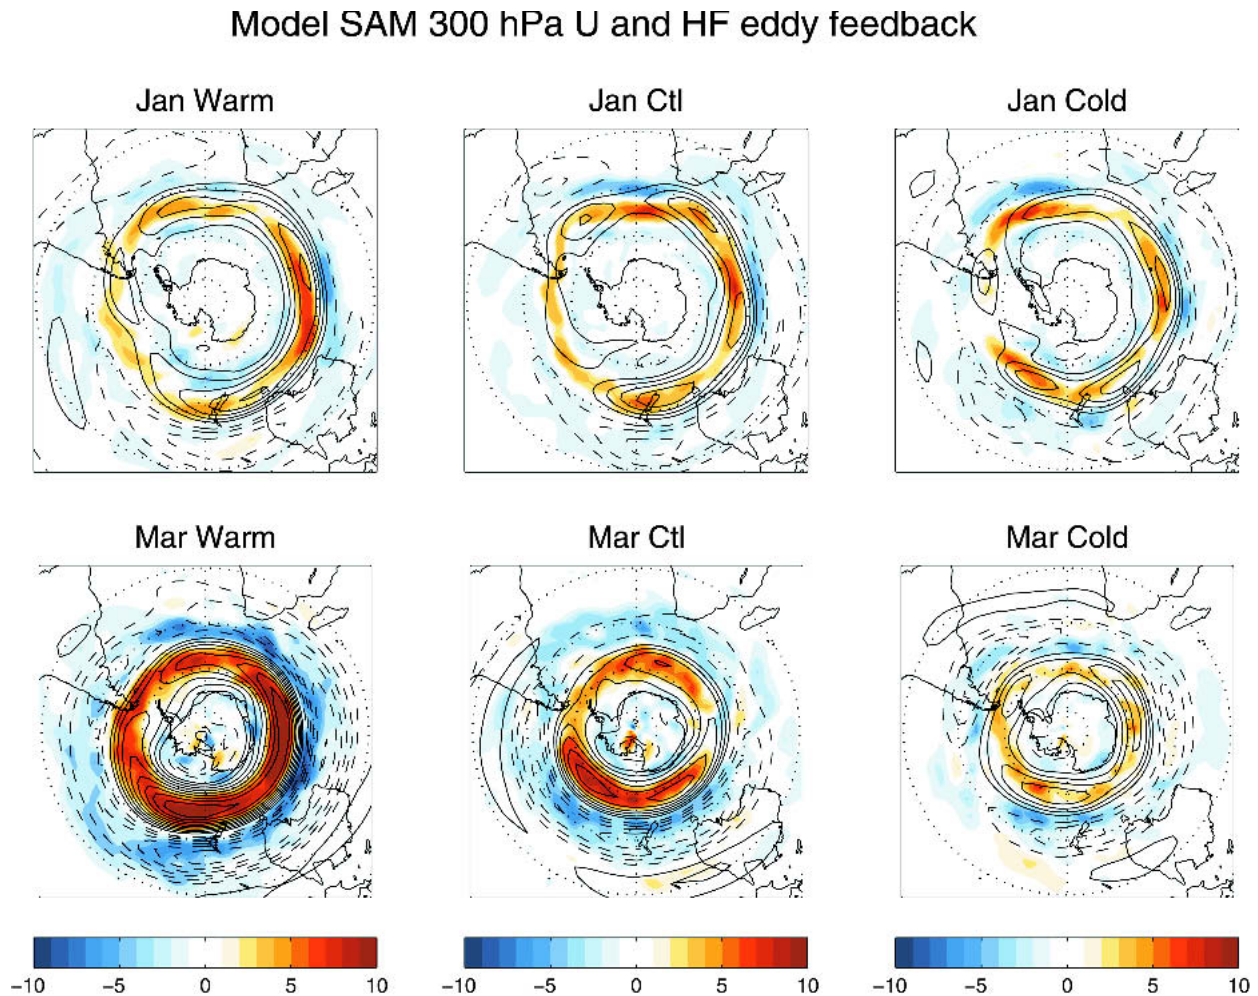 Model SAM 300 hPa U and HF eddy feedback
Jan Warm
Jan Ctl
Jan Cold
Mar Warm
Mar Ctl
Mar Cold
−10 −5 0 5 10
−10 −5 0 5 10
−10 −5 0 5 10